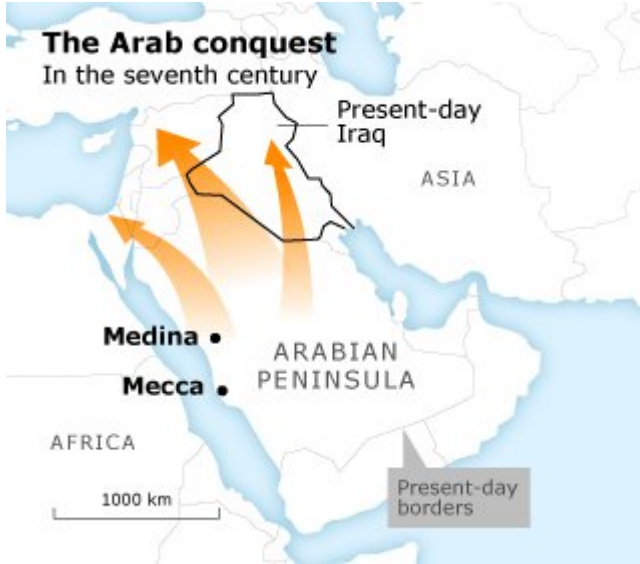 The Arab conquest
In the seventh century
Present-day
Iraq
ASIA
Medina
ARABIAN
PENINSULA
Mecca
AFRICA
1000 km
Present-day
borders